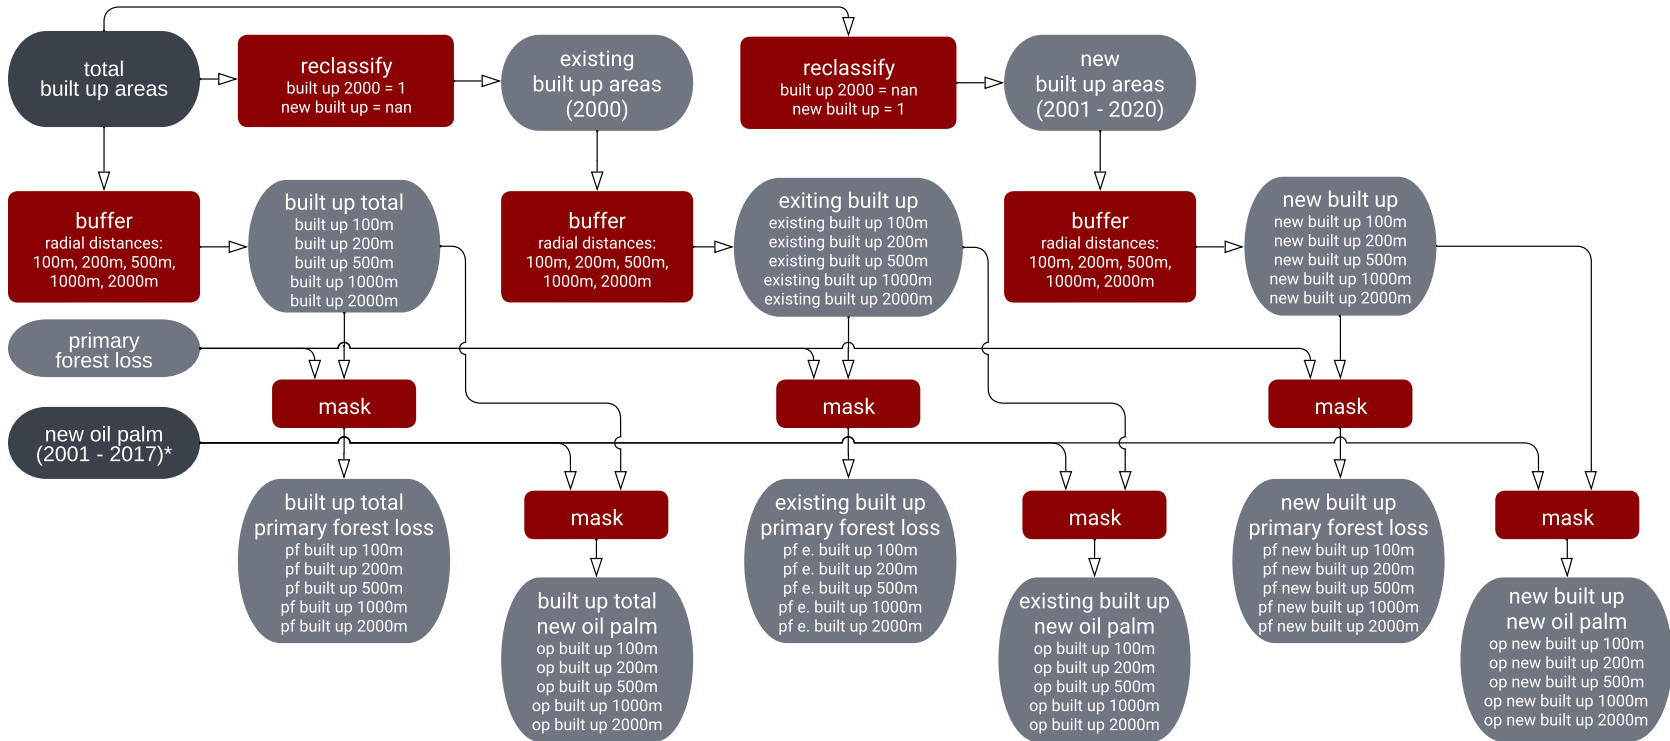 total
built up areas
reclassify
built up 2000 = 1
new built up = nan
existing
built up areas
(2000)
reclassify
built up 2000 = nan
new built up = 1
new
built up areas
(2001 - 2020)
buffer
radial distances:
100m, 200m, 500m,
1000m, 2000m
built up total
built up 100m
built up 200m
built up 500m
built up 1000m
built up 2000m
buffer
radial distances:
100m, 200m, 500m,
1000m, 2000m
exiting built up
existing built up 100m
existing built up 200m
existing built up 500m
existing built up 1000m
existing built up 2000m
buffer
radial distances:
100m, 200m, 500m,
1000m, 2000m
new built up
new built up 100m
new built up 200m
new built up 500m
new built up 1000m
new built up 2000m
primary
forest loss
mask
mask
mask
new oil palm
(2001 - 2017)*
built up total
primary forest loss
pf built up 100m
pf built up 200m
pf built up 500m
pf built up 1000m
pf built up 2000m
mask
built up total
new oil palm
op built up 100m
op built up 200m
op built up 500m
op built up 1000m
op built up 2000m
existing built up
primary forest loss
pf e. built up 100m
pf e. built up 200m
pf e. built up 500m
pf e. built up 1000m
pf e. built up 2000m
mask
existing built up
new oil palm
op built up 100m
op built up 200m
op built up 500m
op built up 1000m
op built up 2000m
new built up
primary forest loss
pf new built up 100m
pf new built up 200m
pf new built up 500m
pf new built up 1000m
pf new built up 2000m
mask
new built up
new oil palm
op new built up 100m
op new built up 200m
op new built up 500m
op new built up 1000m
op new built up 2000m